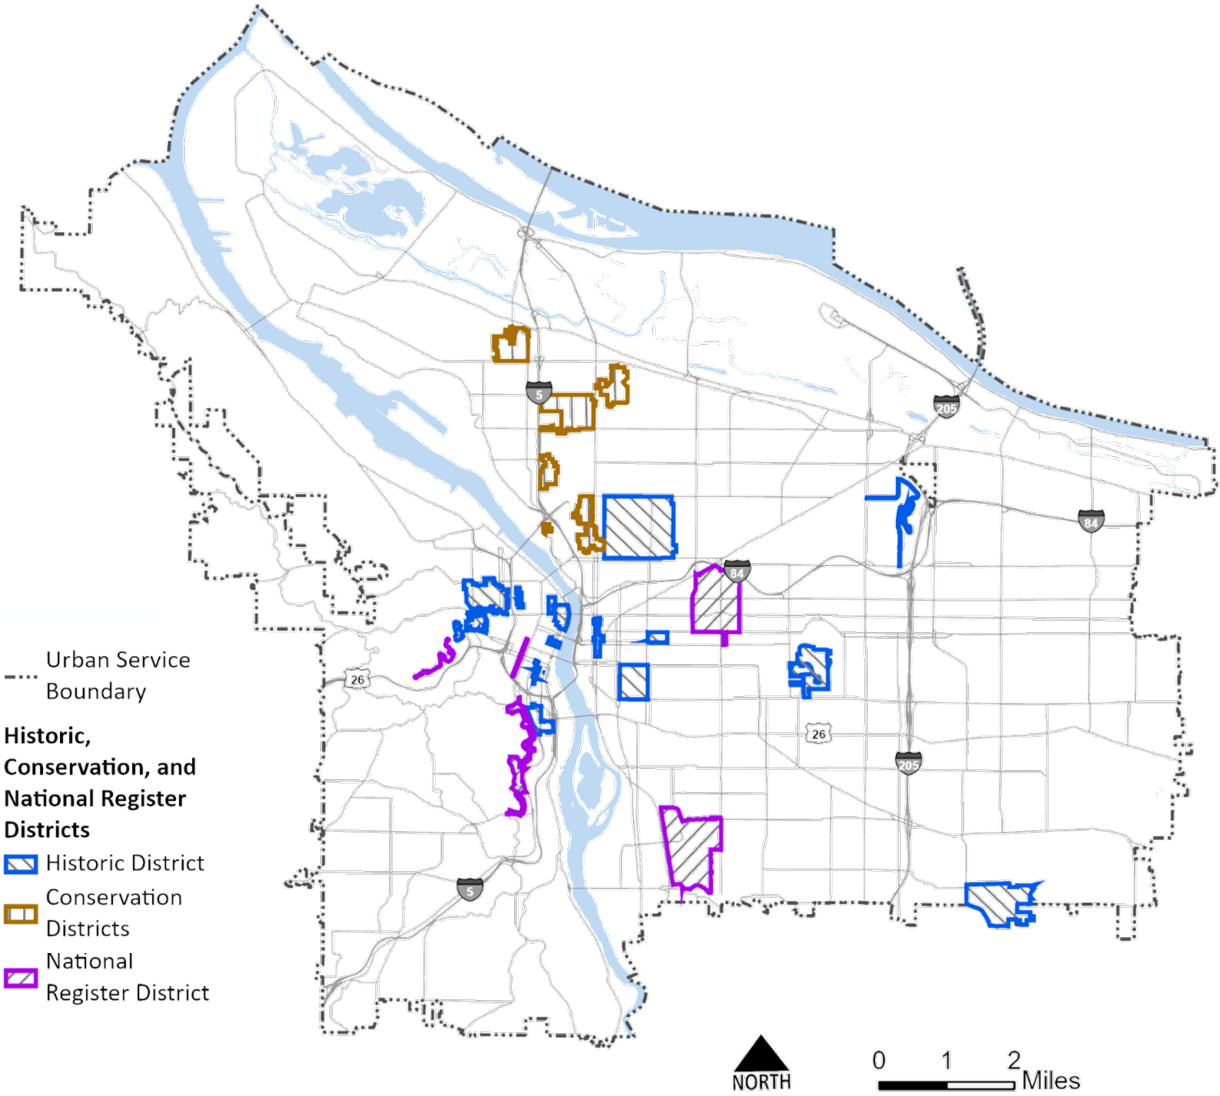 5
205
84
84
26
26
205
5
Urban Service
Boundary
Historic,
Conservation, and
National Register
Districts
Historic District
Conservation
Districts
National
Register District
NORTH
0 1 2
Miles